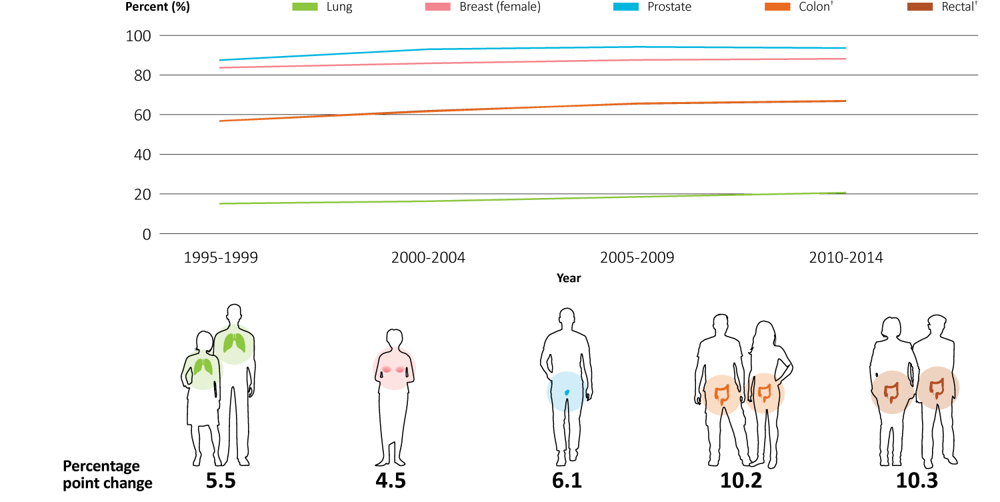 Percent (%) Lung Breast (female) Prostate Colon† Rectal†
100
80
60
40
20
0
1995-1999 2000-2004 2005-2009 2010-2014
Year
Percentage
point change
5.5 4.5 6.1 10.2 10.3